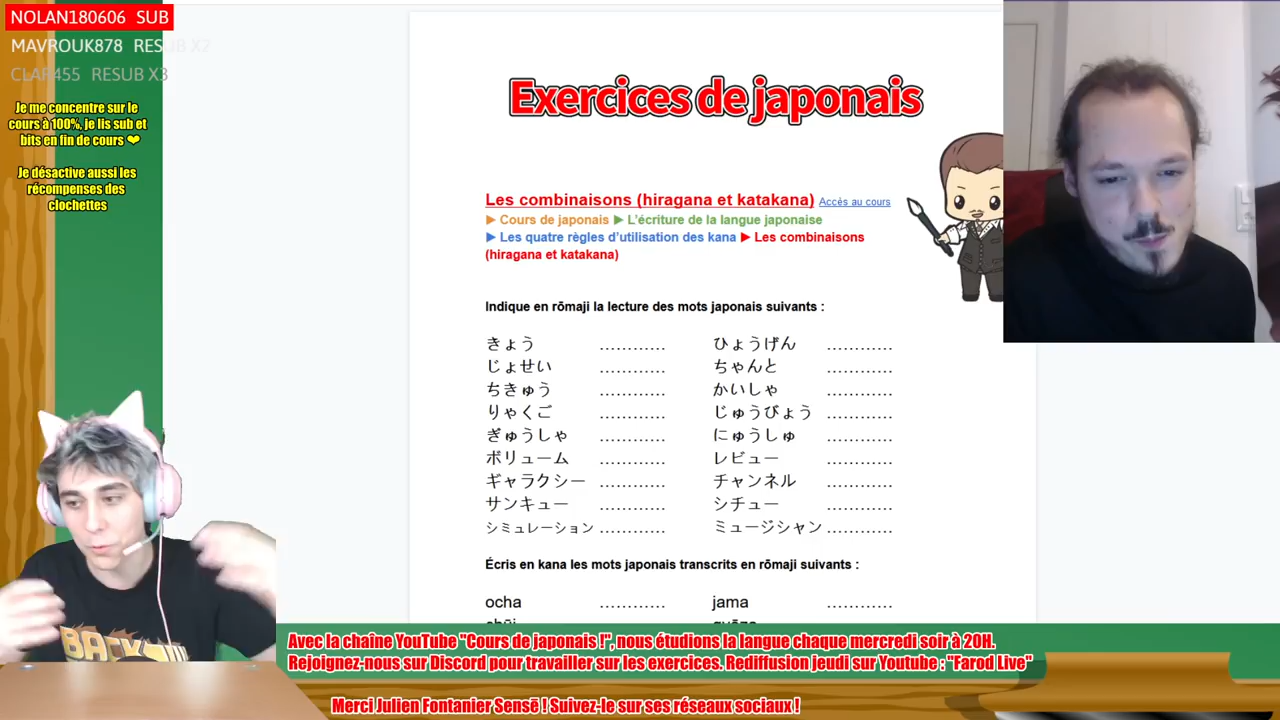 NOLAN180606 SUB
MAVROUK878 RESUB X2
CLAR455 RESUB X3
Je me concentre sur le
cours à 100%, je lis sub et
bits en fin de cours ❤
Je désactive aussi les
récompenses des
clochettes
Exercices de japonais
Les combinaisons (hiragana et katakana) Accès au cours
▶ Cours de japonais ▶ L'écriture de la langue japonaise
▶ Les quatre règles d'utilisation des kana ▶ Les combinaisons
(hiragana et katakana)
Indique en rōmaji la lecture des mots japonais suivants :
きょう ………… ひょうげん …………
じょせい ………… ちゃんと …………
ちきゅう ………… かいしゃ …………
りゃくご ………… じゅうびょう …………
ぎゅうしゃ ………… にゅうしゅ …………
ボリューム ………… レビュー …………
ギャラクシー ………… チャンネル …………
サンキュー ………… シチュー …………
シミュレーション ………… ミュージシャン …………
Écris en kana les mots japonais transcrits en rōmaji suivants :
ocha ………… jama …………
BACK
Avec la chaîne YouTube "Cours de japonais !", nous étudions la langue chaque mercredi soir à 20H.
Rejoignez-nous sur Discord pour travailler sur les exercices. Rediffusion jeudi sur Youtube : "Farod Live"
Merci Julien Fontanier Sensē ! Suivez-le sur ses réseaux sociaux !